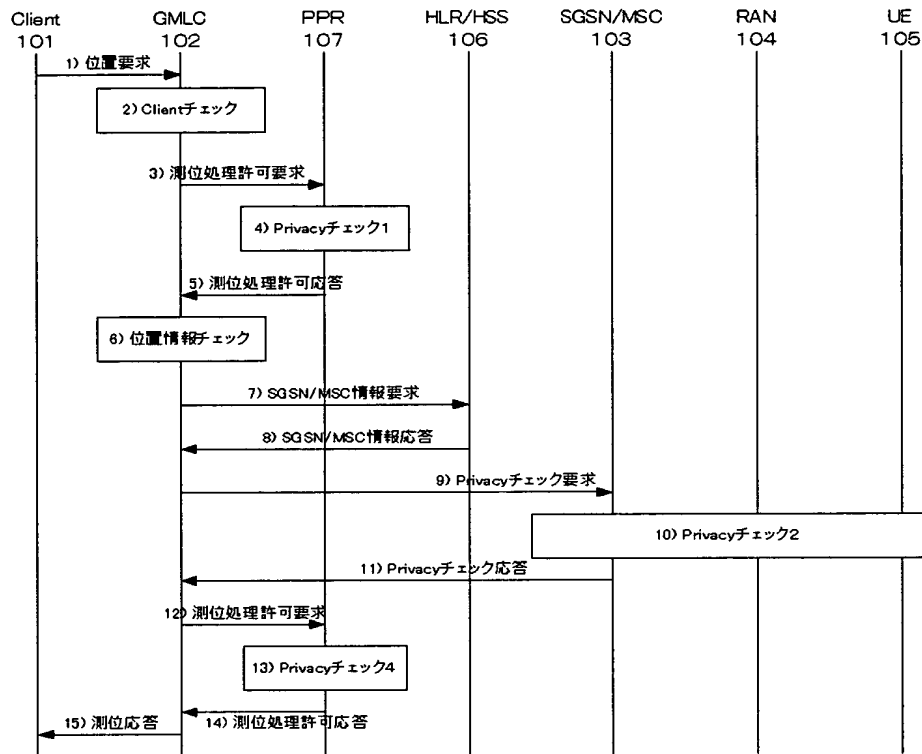 Client GMLC PPR HLR/HSS SGSN/MSC RAN UE
101 102 107 106 103 104 105
1) 位置要求
2) Clientチェック
3) 測位処理許可要求
4) Privacyチェック1
5) 測位処理許可応答
6) 位置情報チェック
7) SGSN/MSC情報要求
8) SGSN/MSC情報応答
9) Privacyチェック要求
10) Privacyチェック2
11) Privacyチェック応答
12) 測位処理許可要求
13) Privacyチェック4
15) 測位応答 14) 測位処理許可応答